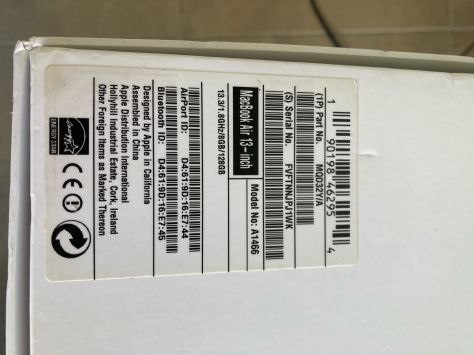 1 90198 46295 4
(1P) Part No. MQD32Y/A
(S) Serial No. FVFTNNJPJ1WK
MacBook Air 13-inch
Model No: A1466
13.3/1.8GHz/8GB/128GB
AirPort ID: D4:61:9D:16:E7:44
Bluetooth ID: D4:61:9D:16:E7:45
Designed by Apple in California
Assembled in China
Apple Distribution International
Hollyhill Industrial Estate, Cork, Ireland
Other Foreign Items as Marked Thereon
ENERGY STAR
CE